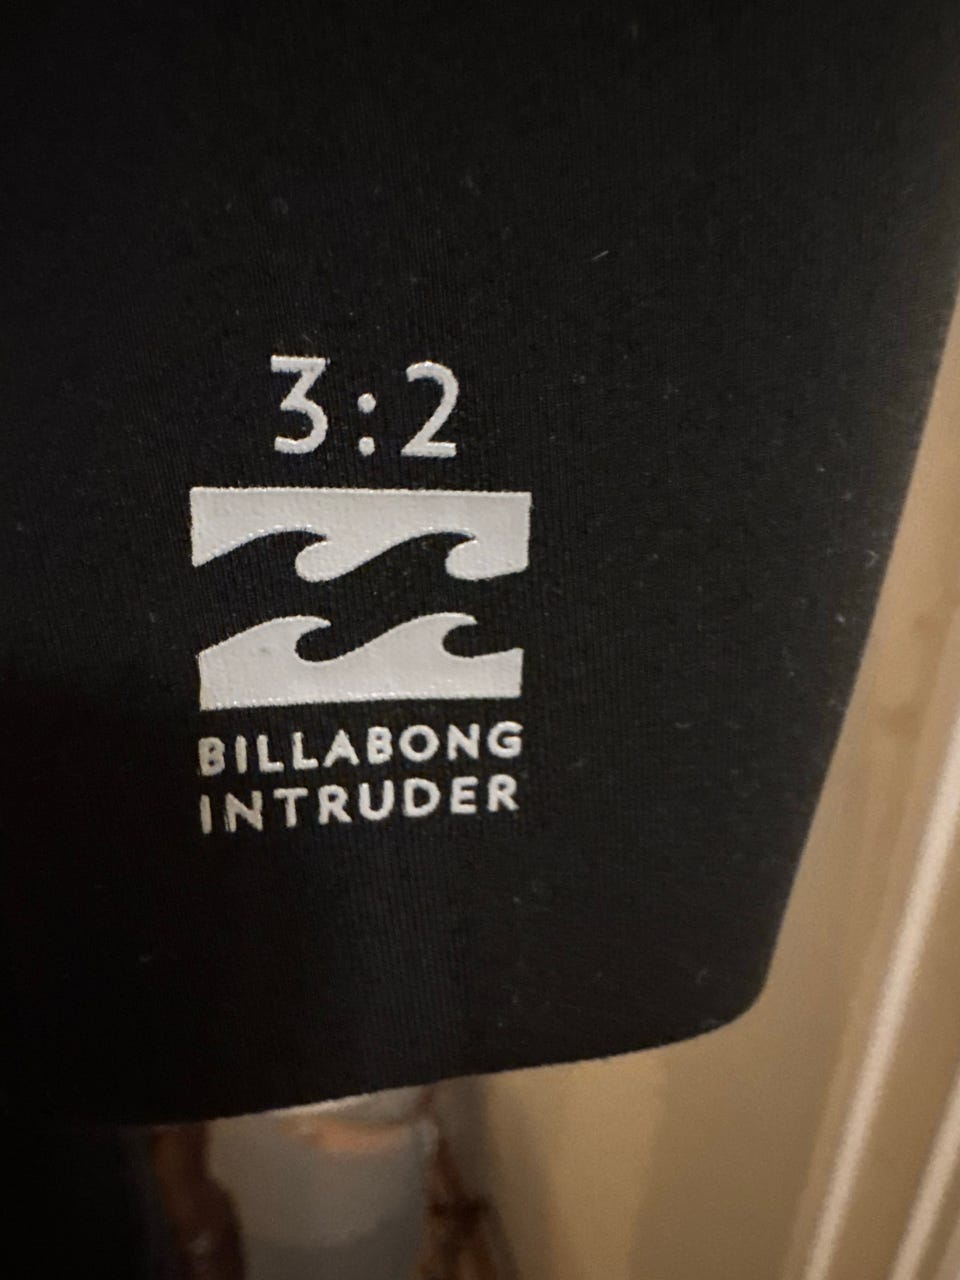 3:2
BILLABONG
INTRUDER